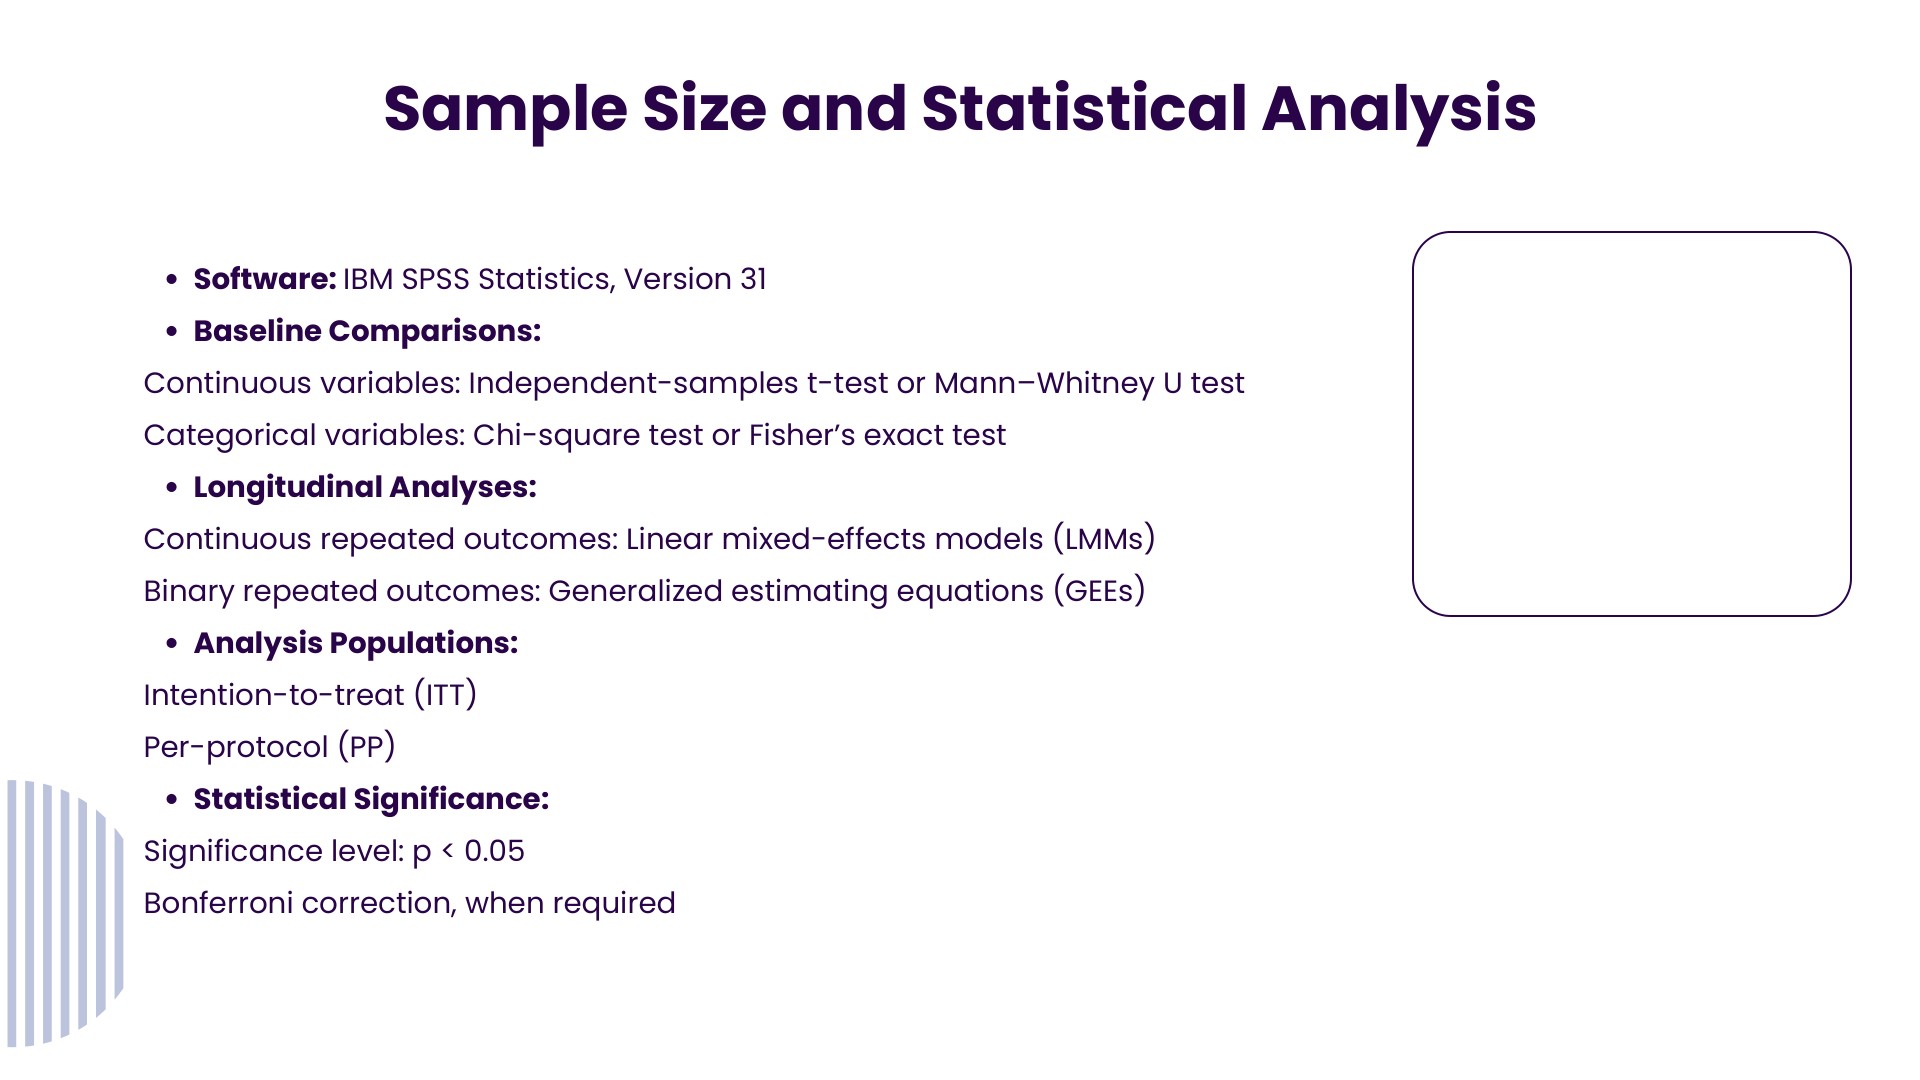 Sample Size and Statistical Analysis
• Software: IBM SPSS Statistics, Version 31
• Baseline Comparisons:
Continuous variables: Independent-samples t-test or Mann–Whitney U test
Categorical variables: Chi-square test or Fisher’s exact test
• Longitudinal Analyses:
Continuous repeated outcomes: Linear mixed-effects models (LMMs)
Binary repeated outcomes: Generalized estimating equations (GEEs)
• Analysis Populations:
Intention-to-treat (ITT)
Per-protocol (PP)
• Statistical Significance:
Significance level: p < 0.05
Bonferroni correction, when required